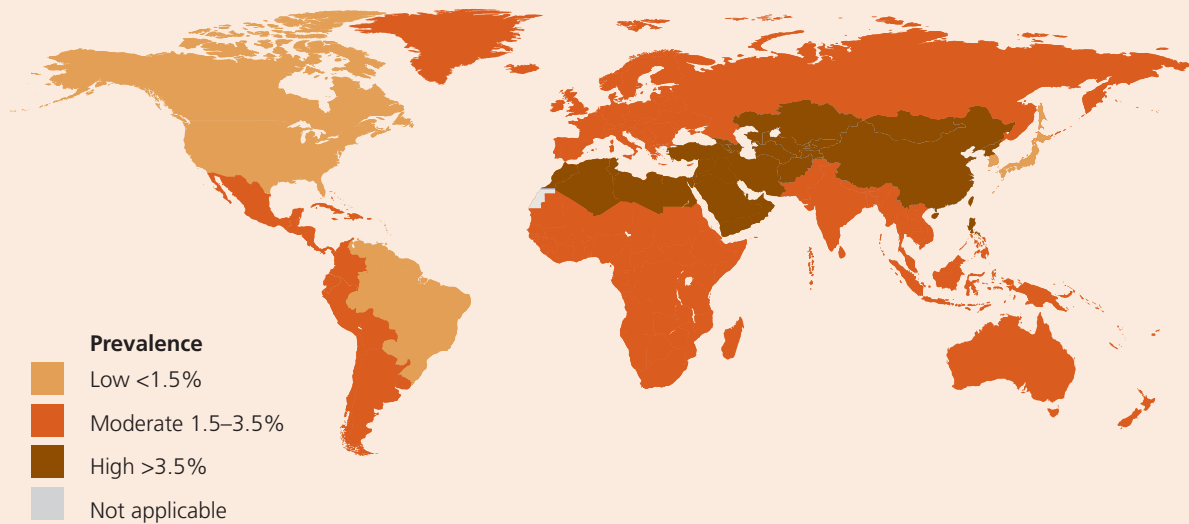 Prevalence
Low <1.5%
Moderate 1.5–3.5%
High >3.5%
Not applicable